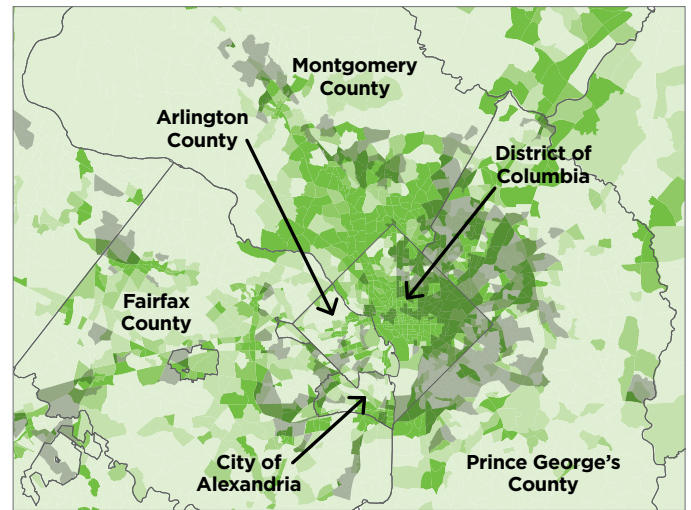 Montgomery
County
Arlington
County
District of
Columbia
Fairfax
County
City of
Alexandria
Prince George's
County